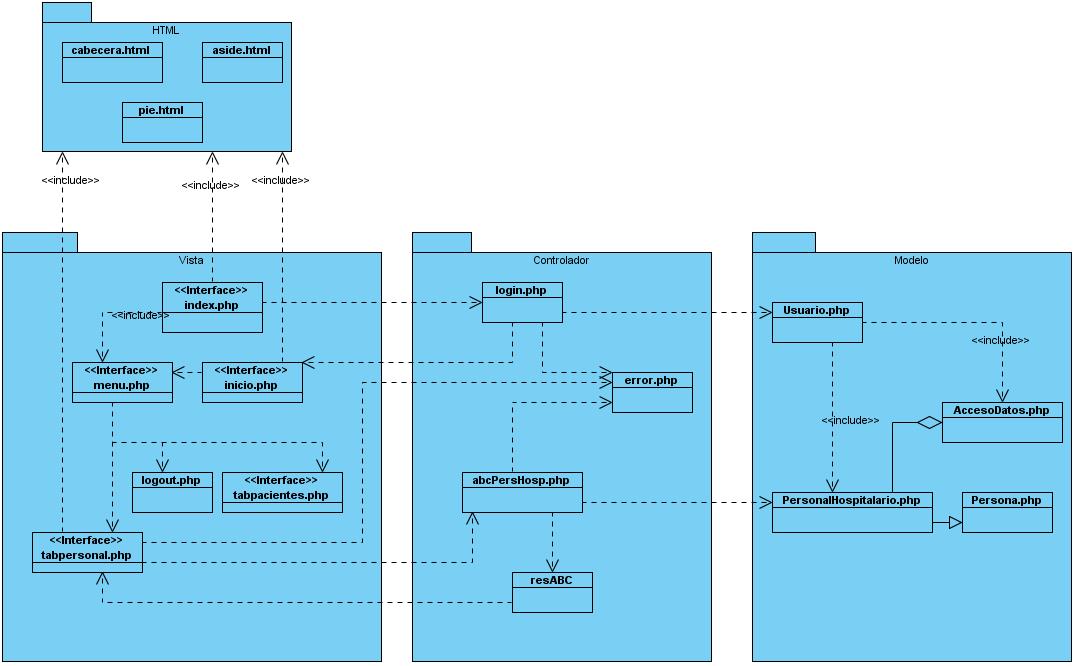 HTML
cabecera.html
aside.html
pie.html
<<include>>
<<include>>
<<include>>
Vista
<<Interface>>
index.php
<<include>>
<<Interface>>
menu.php
<<Interface>>
inicio.php
logout.php
<<Interface>>
tabpacientes.php
<<Interface>>
tabpersonal.php
Controlador
login.php
error.php
abcPersHosp.php
resABC
Modelo
Usuario.php
<<include>>
AccesoDatos.php
<<include>>
PersonalHospitalario.php
Persona.php